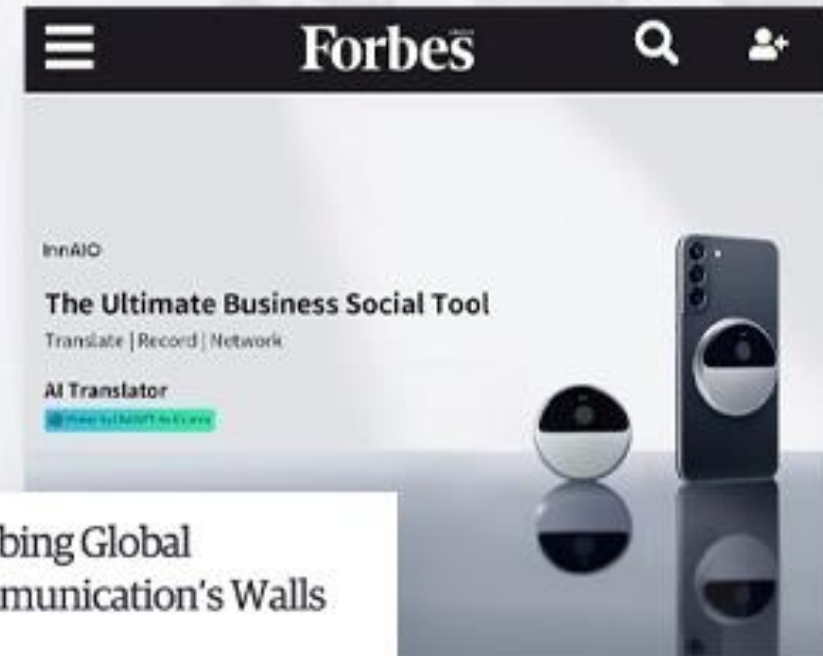 Forbes
InnAIO
The Ultimate Business Social Tool
Translate | Record | Network
AI Translator
bing Global
munication's Walls